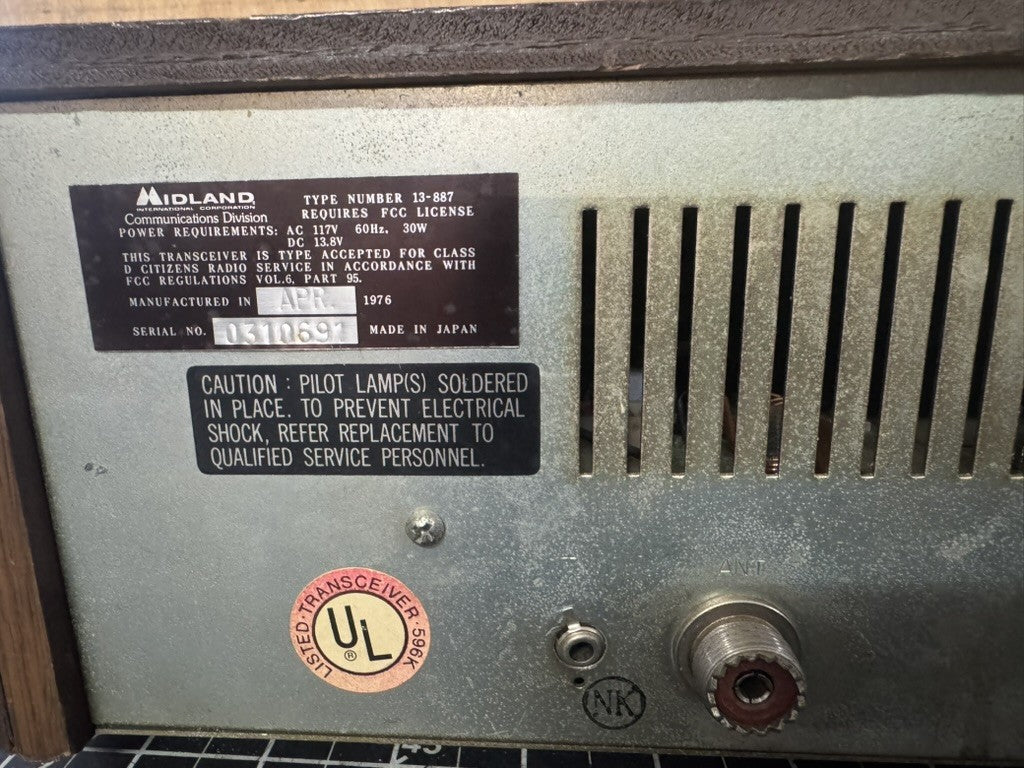 MIDLAND
INTERNATIONAL CORPORATION
Communications Division
TYPE NUMBER 13-887
REQUIRES FCC LICENSE
POWER REQUIREMENTS: AC 117V 60Hz, 30W
DC 13.8V
THIS TRANSCEIVER IS TYPE ACCEPTED FOR CLASS
D CITIZENS RADIO SERVICE IN ACCORDANCE WITH
FCC REGULATIONS VOL.6, PART 95.
MANUFACTURED IN APR. 1976
SERIAL NO. 0310691 MADE IN JAPAN
CAUTION : PILOT LAMP(S) SOLDERED
IN PLACE. TO PREVENT ELECTRICAL
SHOCK, REFER REPLACEMENT TO
QUALIFIED SERVICE PERSONNEL.
LISTED · TRANSCEIVER · 596K
UL®
ANT
NK
43